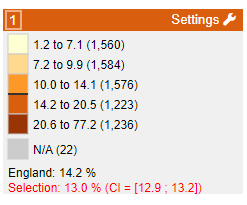 1 Settings
1.2 to 7.1 (1,560)
7.2 to 9.9 (1,584)
10.0 to 14.1 (1,576)
14.2 to 20.5 (1,223)
20.6 to 77.2 (1,236)
N/A (22)
England: 14.2 %
Selection: 13.0 % (CI = [12.9 ; 13.2])